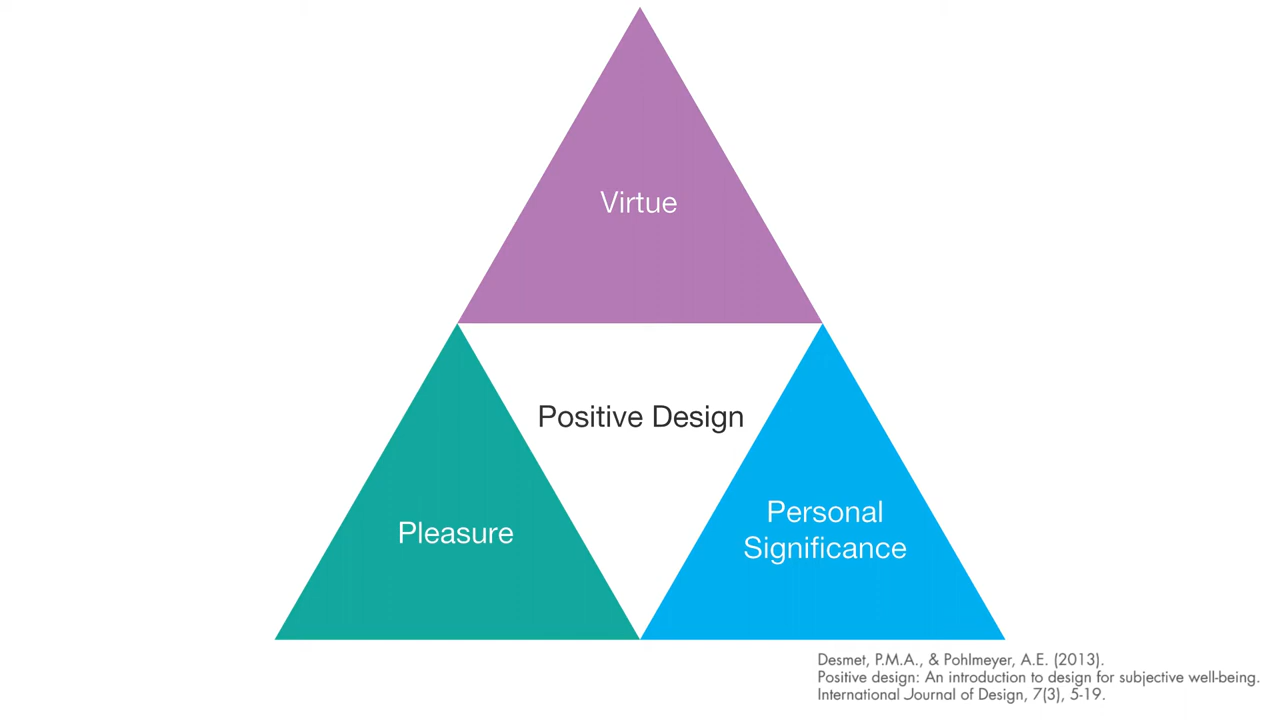 Virtue
Positive Design
Pleasure
Personal
Significance
Desmet, P.M.A., & Pohlmeyer, A.E. (2013).
Positive design: An introduction to design for subjective well-being.
International Journal of Design, 7(3), 5-19.